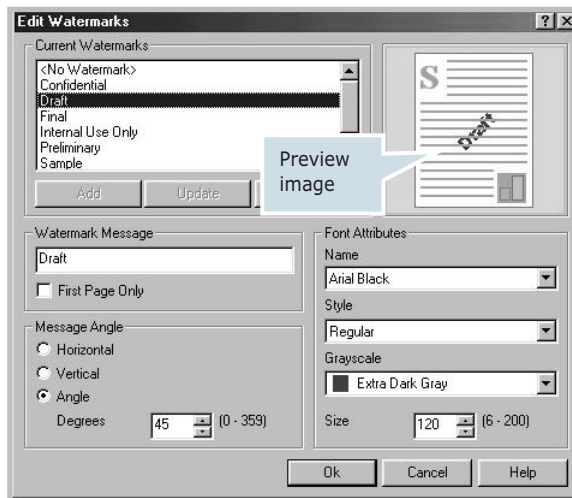 Edit Watermarks
Current Watermarks
<No Watermark>
Confidential
Draft
Final
Internal Use Only
Preliminary
Sample
Add Update
S
Draft
Preview
image
Watermark Message
Draft
First Page Only
Message Angle
Horizontal
Vertical
Angle
Degrees 45 (0 - 359)
Font Attributes
Name
Arial Black
Style
Regular
Grayscale
Extra Dark Gray
Size 120 (6 - 200)
Ok Cancel Help